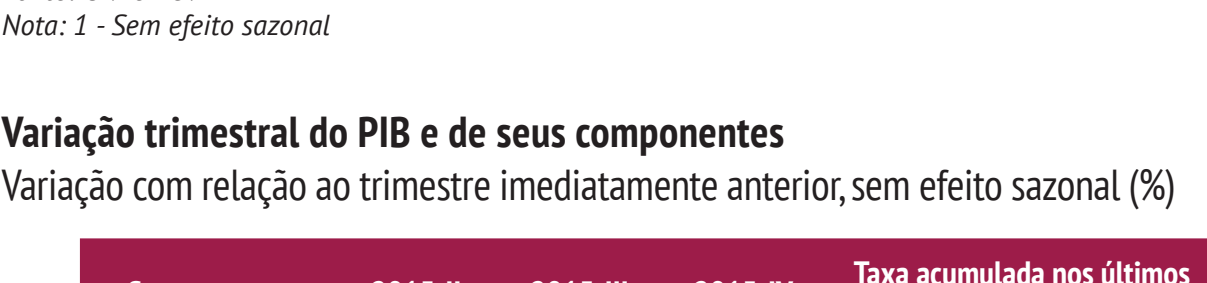 Nota: 1 - Sem efeito sazonal
Variação trimestral do PIB e de seus componentes
Variação com relação ao trimestre imediatamente anterior, sem efeito sazonal (%)
Taxa acumulada nos últimos